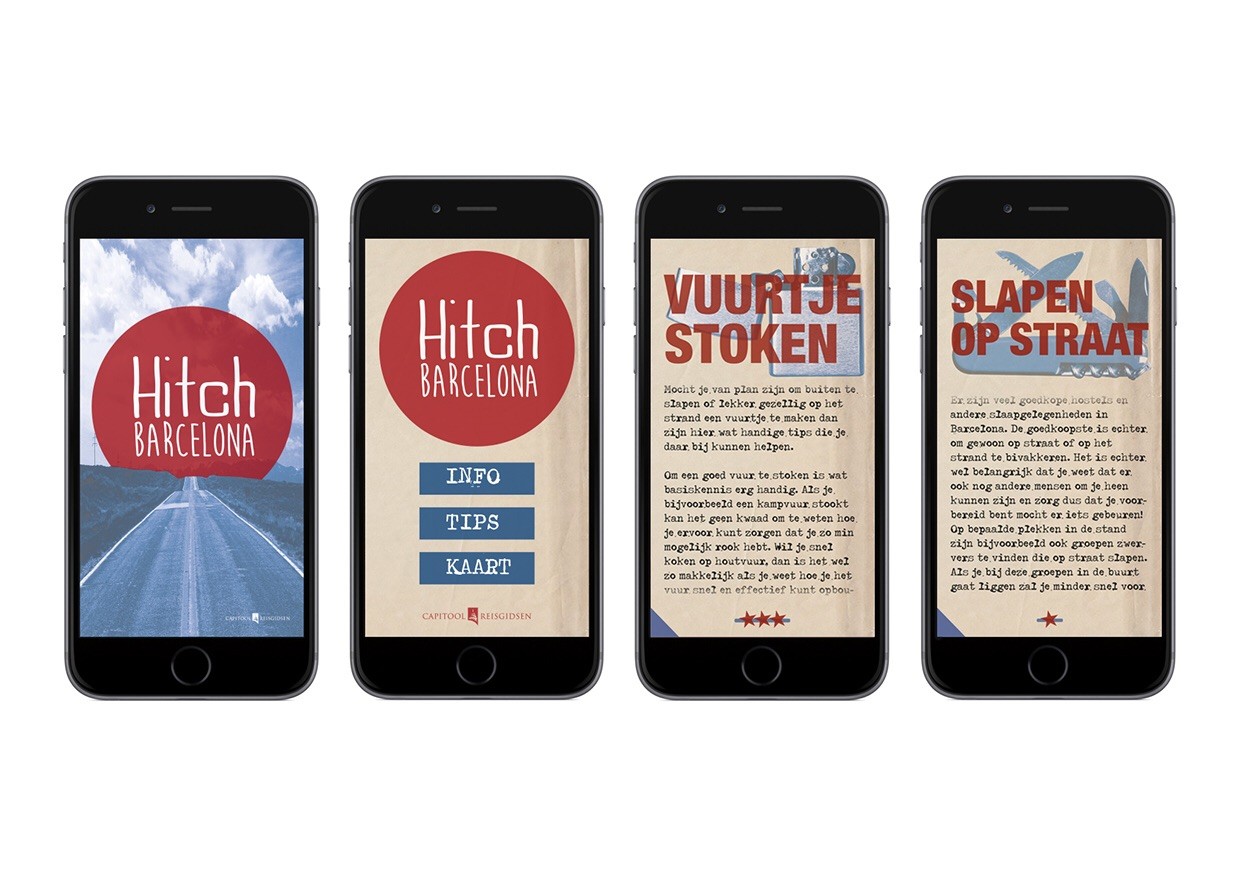 Hitch
BARCELONA
CAPITOOL REISGIDSEN
Hitch
BARCELONA
INFO
TIPS
KAART
CAPITOOL REISGIDSEN
VUURTJE
STOKEN
Mocht je van plan zijn om buiten te
slapen of lekker gezellig op het
strand een vuurtje te maken dan
zijn hier wat handige tips die je
daar bij kunnen helpen.
Om een goed vuur te stoken is wat
basiskennis erg handig. Als je
bijvoorbeeld een kampvuur stookt
kan het geen kwaad om te weten hoe
je ervoor kunt zorgen dat je zo min
mogelijk rook hebt. Wil je snel
koken op houtvuur, dan is het wel
zo makkelijk als je weet hoe je het
vuur snel en effectief kunt opbou-
SLAPEN
OP STRAAT
Er zijn veel goedkope hostels en
andere slaapgelegenheden in
Barcelona. De goedkoopste is echter
om gewoon op straat of op het
strand te bivakkeren. Het is echter
wel belangrijk dat je weet dat er
ook nog andere mensen om je heen
kunnen zijn en zorg dus dat je voor-
bereid bent mocht er iets gebeuren!
Op bepaalde plekken in de stand
zijn bijvoorbeeld ook groepen zwer-
vers te vinden die op straat slapen.
Als je bij deze groepen in de buurt
gaat liggen zal je minder snel voor